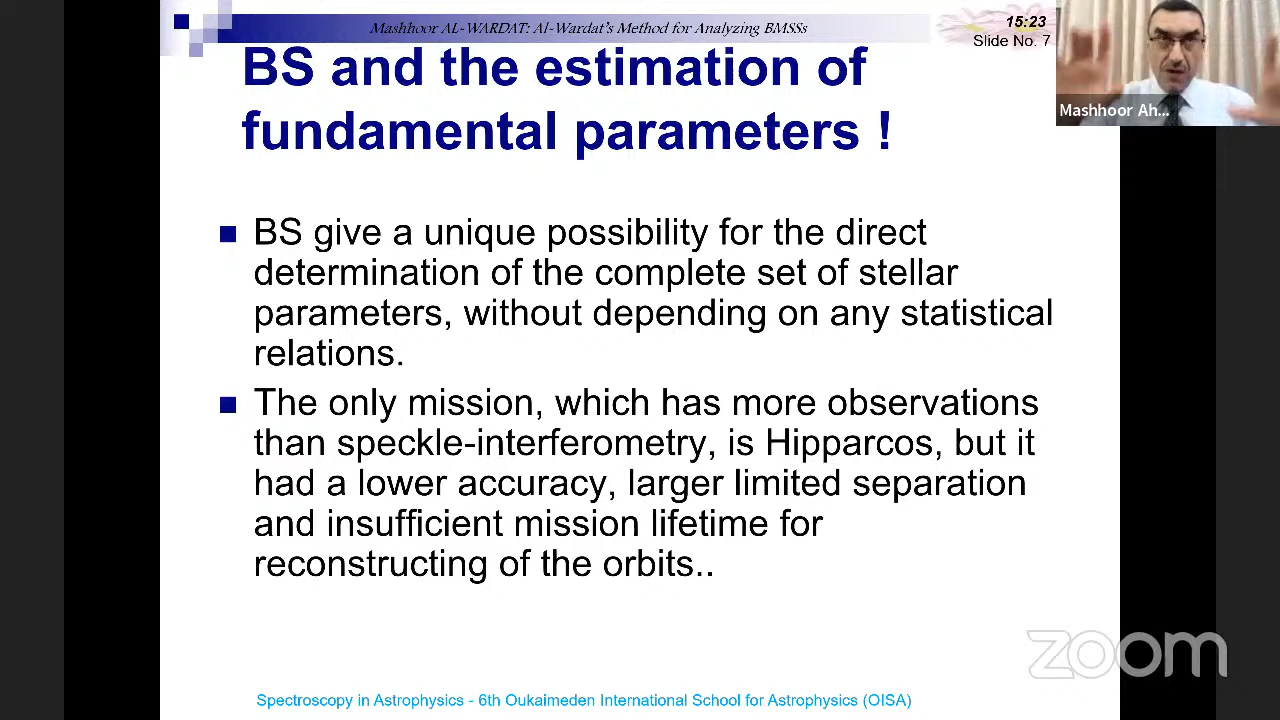 Mashhoor AL-WARDAT: Al-Wardat's Method for Analyzing BMSSs
15:23
Slide No. 7
Mashhoor Ah...
BS and the estimation of
fundamental parameters !
BS give a unique possibility for the direct
determination of the complete set of stellar
parameters, without depending on any statistical
relations.
The only mission, which has more observations
than speckle-interferometry, is Hipparcos, but it
had a lower accuracy, larger limited separation
and insufficient mission lifetime for
reconstructing of the orbits..
zoom
Spectroscopy in Astrophysics - 6th Oukaimeden International School for Astrophysics (OISA)